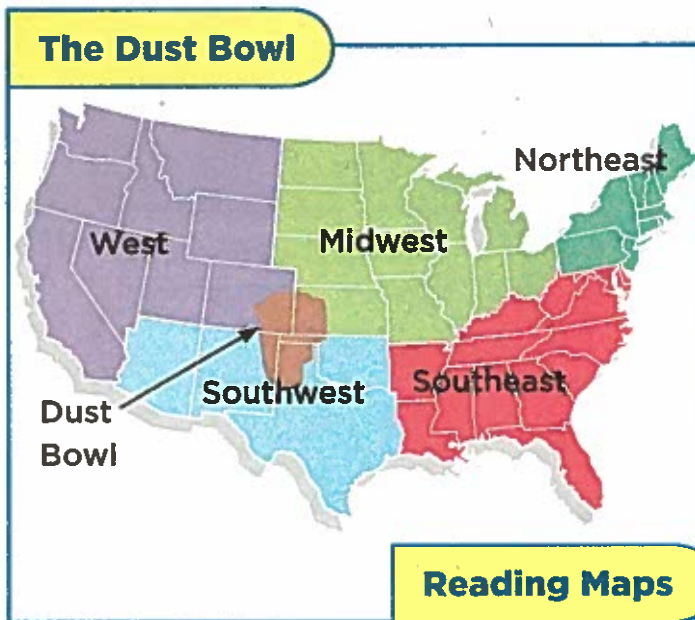 The Dust Bowl
Northeast
West
Midwest
Southwest
Southeast
Dust
Bowl
Reading Maps